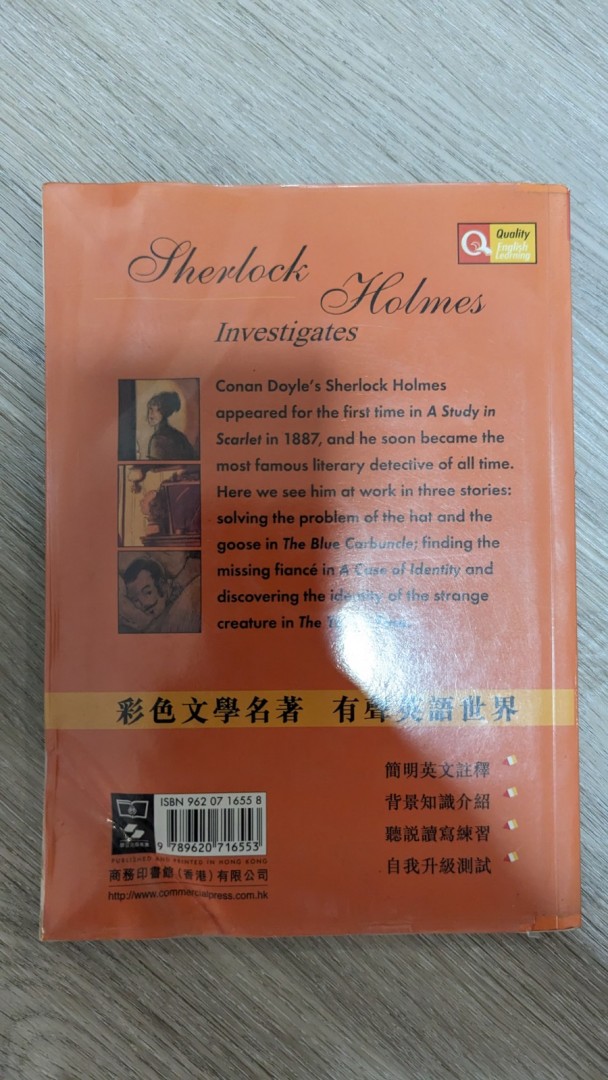 Quality
English
Learning
Sherlock
Holmes
Investigates
Conan Doyle's Sherlock Holmes
appeared for the first time in A Study in
Scarlet in 1887, and he soon became the
most famous literary detective of all time.
Here we see him at work in three stories:
solving the problem of the hat and the
goose in The Blue Carbuncle; finding the
missing fiancé in A Case of Identity and
discovering the identity of the strange
creature in The
彩色文學名著 有聲英語世界
簡明英文註釋
背景知識介紹
聽說讀寫練習
自我升級測試
ISBN 962 07 1655 8
9 789620 716553
PUBLISHED AND PRINTED IN HONG KONG
商務印書館(香港)有限公司
http://www.commercialpress.com.hk